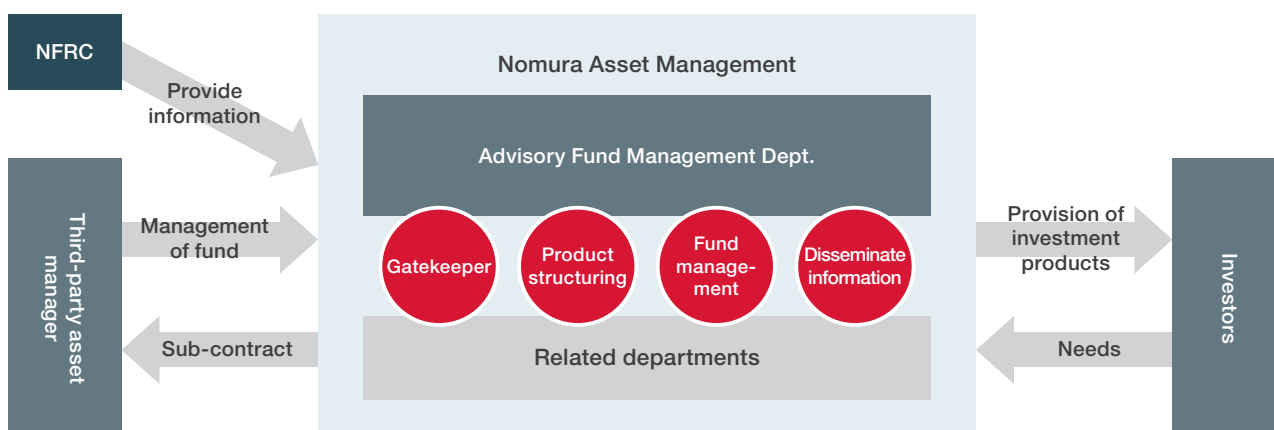 NFRC
Provide
information
Third-party asset
manager
Management
of fund
Sub-contract
Nomura Asset Management
Advisory Fund Management Dept.
Gatekeeper
Product
structuring
Fund
manage-
ment
Disseminate
information
Related departments
Provision of
investment
products
Needs
Investors